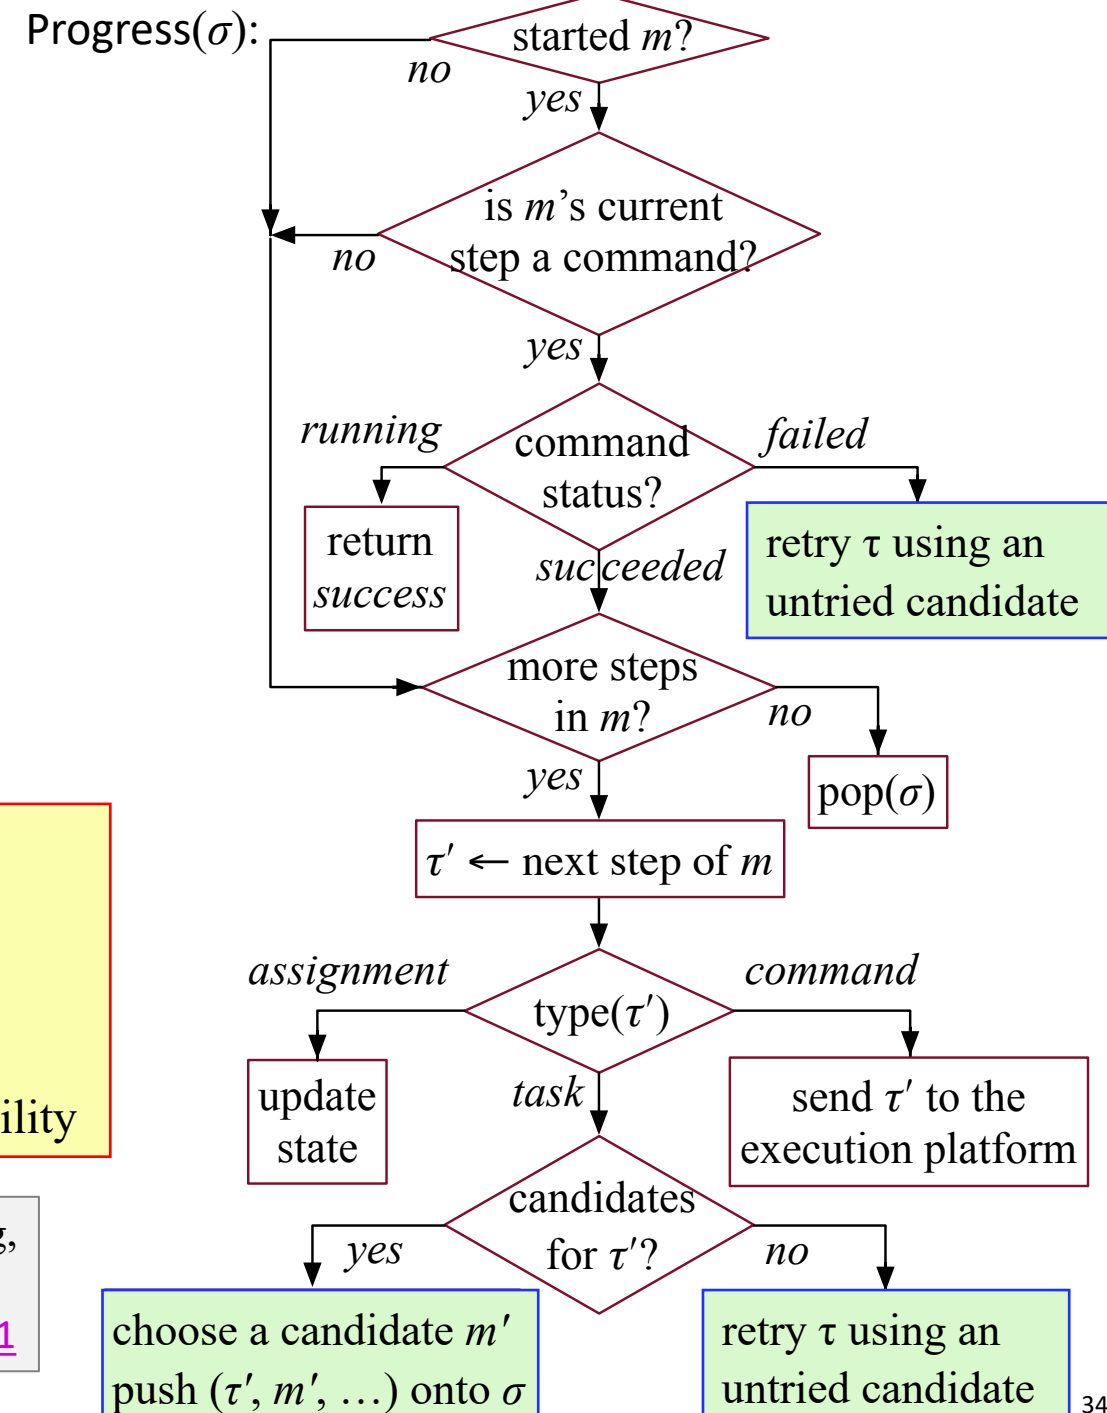 Progress(σ):
started m?
no
yes
is m’s current
step a command?
no
yes
running
command
status?
failed
return
success
succeeded
retry τ using an
untried candidate
more steps
in m?
no
yes
pop(σ)
τ′ ← next step of m
assignment
command
type(τ′)
update
state
task
send τ′ to the
execution platform
ility
candidates
for τ′?
g,
yes
no
1
choose a candidate m′
push (τ′, m′, …) onto σ
retry τ using an
untried candidate
34